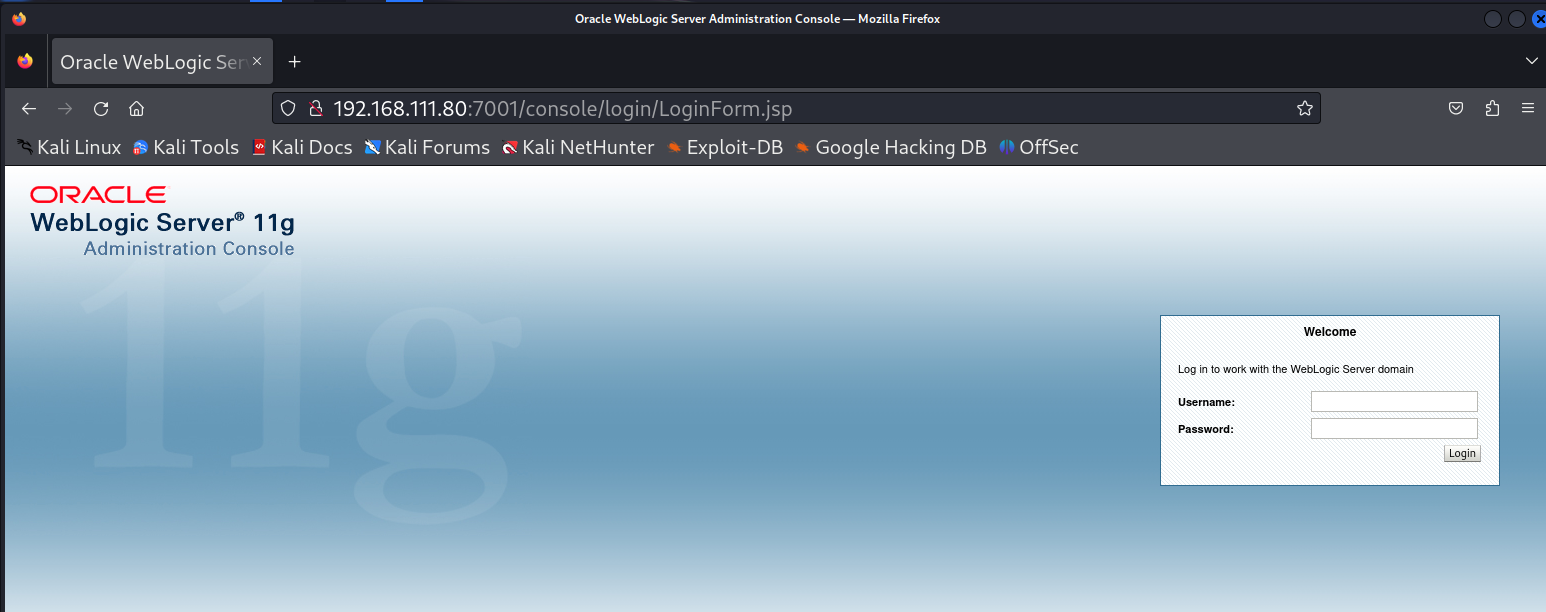 Oracle WebLogic Server Administration Console — Mozilla Firefox
Oracle WebLogic Ser
192.168.111.80:7001/console/login/LoginForm.jsp
Kali Linux Kali Tools Kali Docs Kali Forums Kali NetHunter Exploit-DB Google Hacking DB OffSec
ORACLE
WebLogic Server® 11g
Administration Console
11g
Welcome
Log in to work with the WebLogic Server domain
Username:
Password:
Login